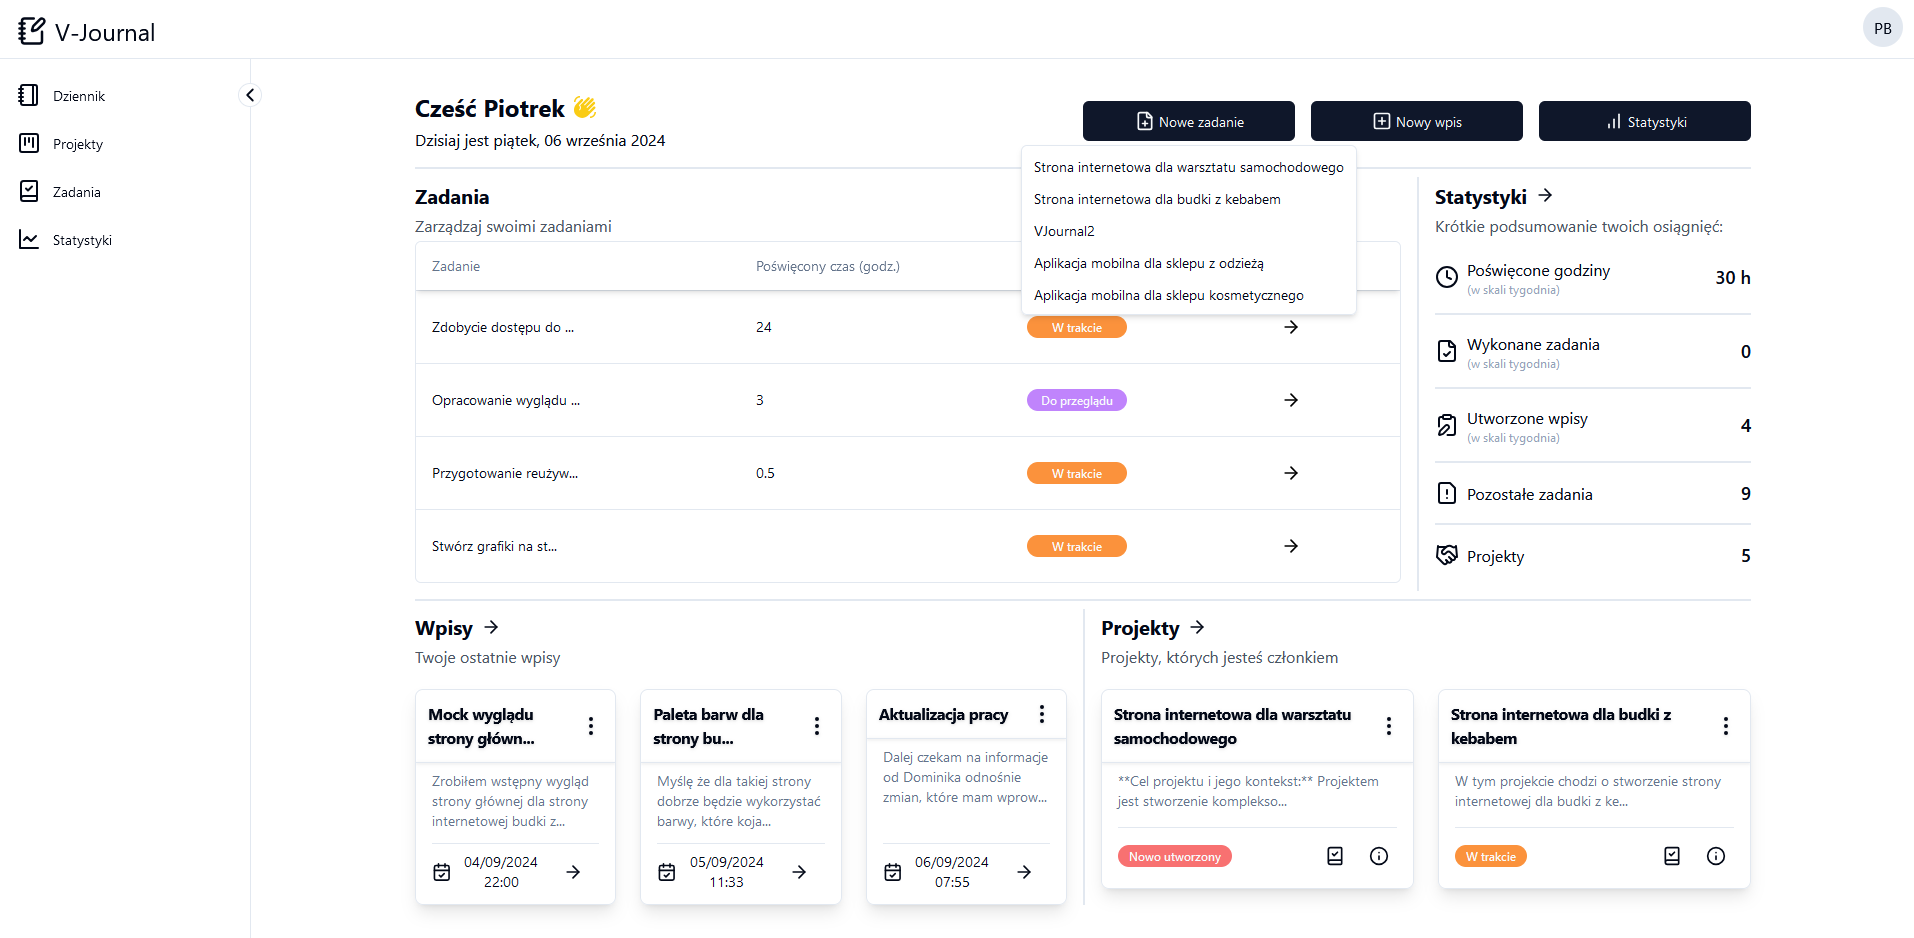 V-Journal
PB
Dziennik
Projekty
Zadania
Statystyki
Cześć Piotrek 👋
Dzisiaj jest piątek, 06 września 2024
Nowe zadanie
Nowy wpis
Statystyki
Strona internetowa dla warsztatu samochodowego
Strona internetowa dla budki z kebabem
VJournal2
Aplikacja mobilna dla sklepu z odzieżą
Aplikacja mobilna dla sklepu kosmetycznego
Zadania
Zarządzaj swoimi zadaniami
Zadanie Poświęcony czas (godz.)
Zdobycie dostępu do ... 24 W trakcie
Opracowanie wyglądu ... 3 Do przeglądu
Przygotowanie reużyw... 0.5 W trakcie
Stwórz grafiki na st... W trakcie
Statystyki
Krótkie podsumowanie twoich osiągnięć:
Poświęcone godziny 30 h
(w skali tygodnia)
Wykonane zadania 0
(w skali tygodnia)
Utworzone wpisy 4
(w skali tygodnia)
Pozostałe zadania 9
Projekty 5
Wpisy
Twoje ostatnie wpisy
Mock wyglądu
strony główn...
Zrobiłem wstępny wygląd
strony głównej dla strony
internetowej budki z...
04/09/2024
22:00
Paleta barw dla
strony bu...
Myślę że dla takiej strony
dobrze będzie wykorzystać
barwy, które koja...
05/09/2024
11:33
Aktualizacja pracy
Dalej czekam na informacje
od Dominika odnośnie
zmian, które mam wprow...
06/09/2024
07:55
Projekty
Projekty, których jesteś członkiem
Strona internetowa dla warsztatu
samochodowego
**Cel projektu i jego kontekst:** Projektem
jest stworzenie komplekso...
Nowo utworzony
Strona internetowa dla budki z
kebabem
W tym projekcie chodzi o stworzenie strony
internetowej dla budki z ke...
W trakcie